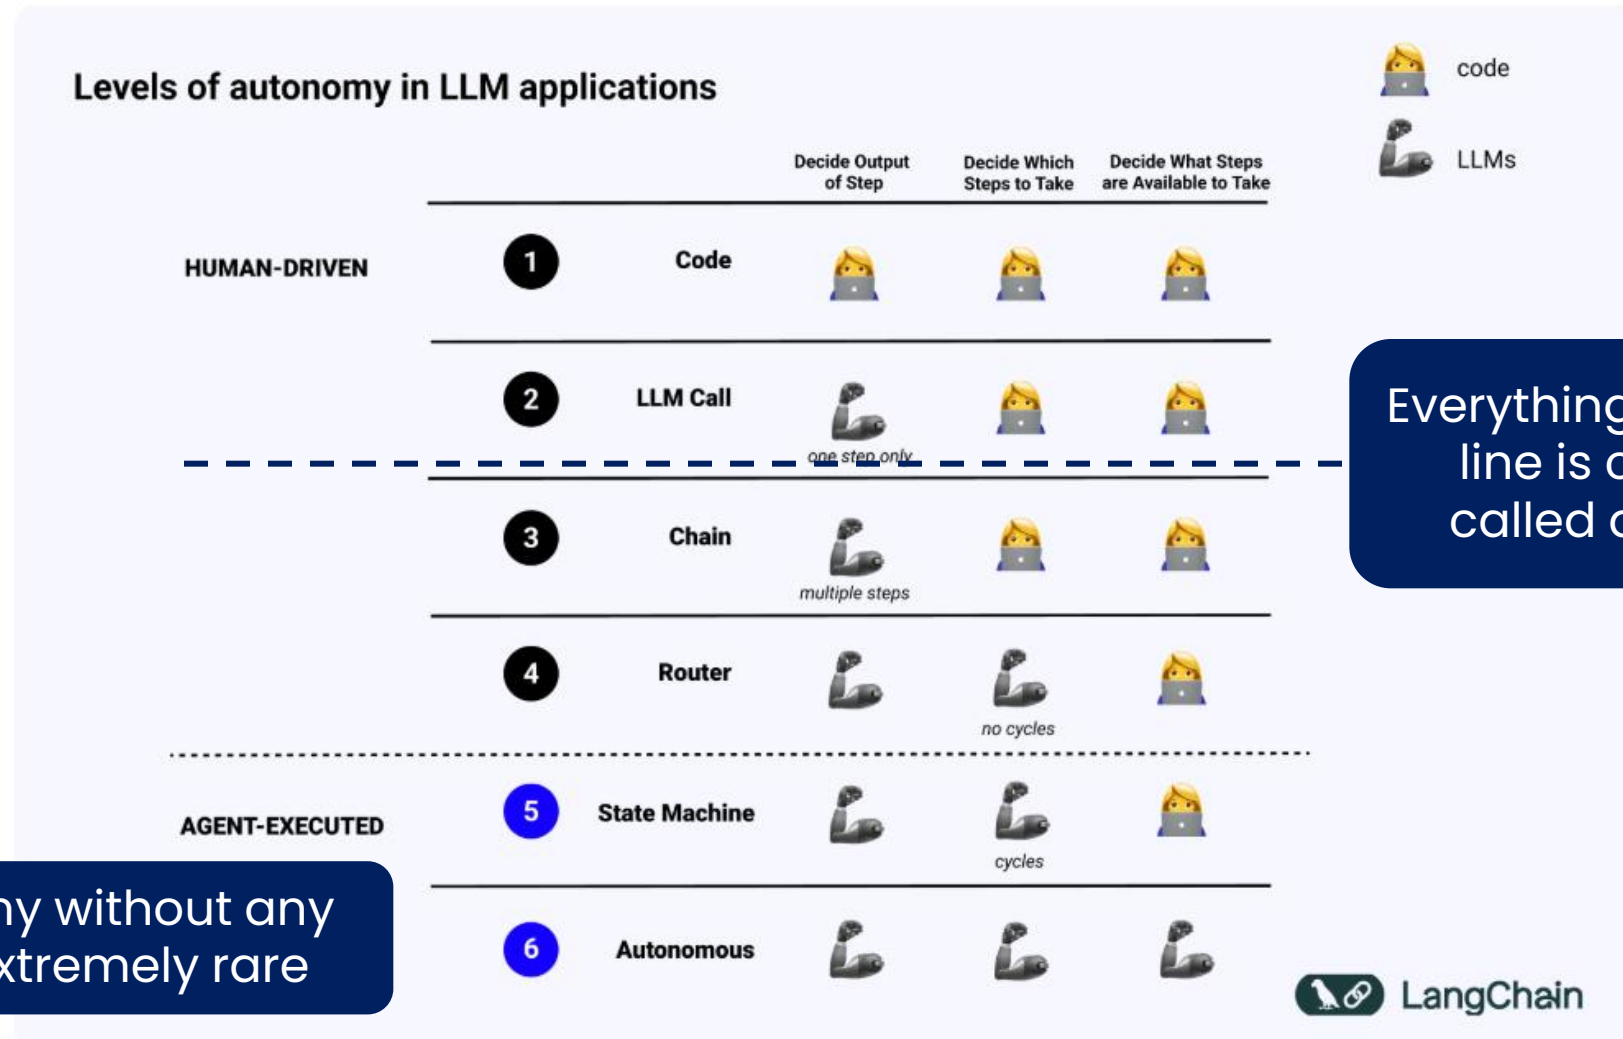 Levels of autonomy in LLM applications
code
LLMs
Decide Output
of Step
Decide Which
Steps to Take
Decide What Steps
are Available to Take
HUMAN-DRIVEN
1 Code
2 LLM Call
one step only
3 Chain
multiple steps
4 Router
no cycles
AGENT-EXECUTED
5 State Machine
cycles
6 Autonomous
Everything
line is
called
without any
rare
LangChain